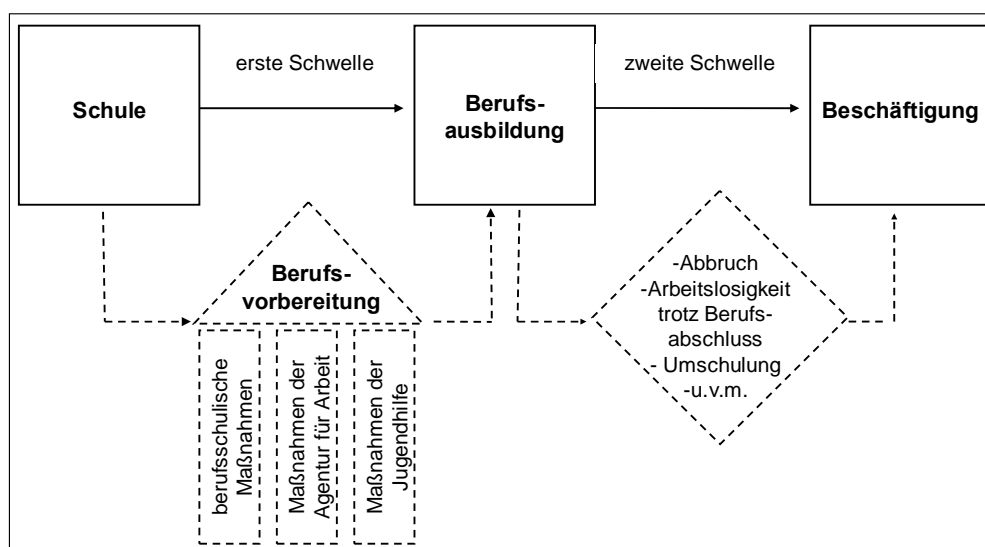 erste Schwelle
zweite Schwelle
Schule
Berufs-
ausbildung
Beschäftigung
Berufs-
vorbereitung
-Abbruch
-Arbeitslosigkeit
trotz Berufs-
abschluss
- Umschulung
-u.v.m.
berufsschulische
Maßnahmen
Maßnahmen der
Agentur für Arbeit
Maßnahmen der
Jugendhilfe